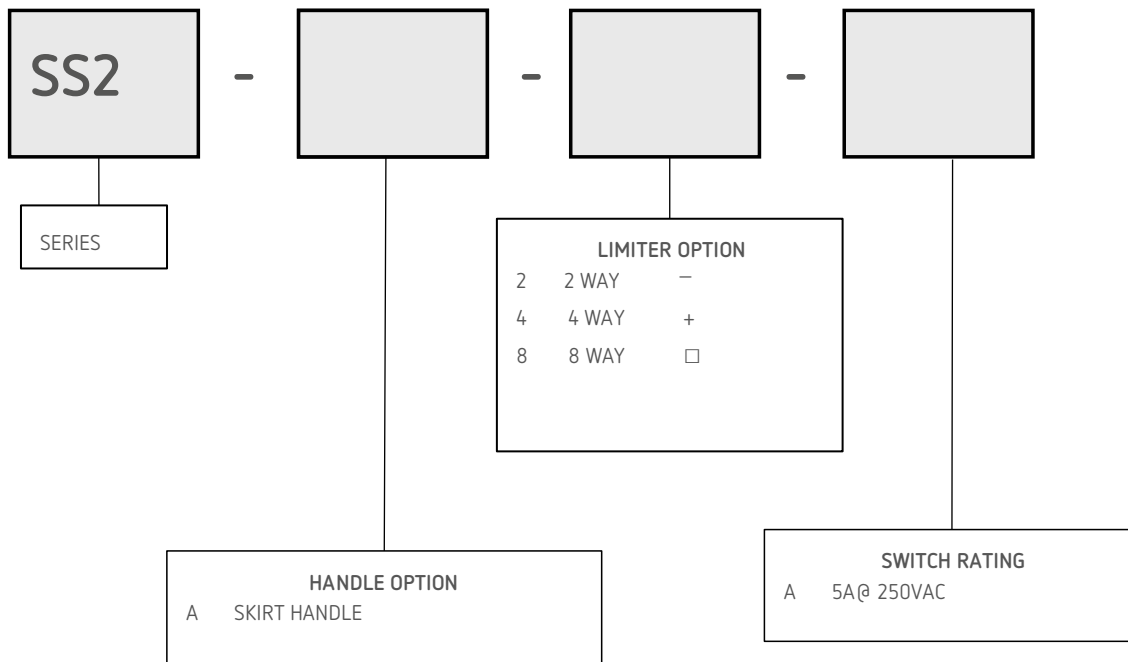 SS2 - - -
SERIES
LIMITER OPTION
2 2 WAY —
4 4 WAY +
8 8 WAY □
HANDLE OPTION
A SKIRT HANDLE
SWITCH RATING
A 5A@ 250VAC